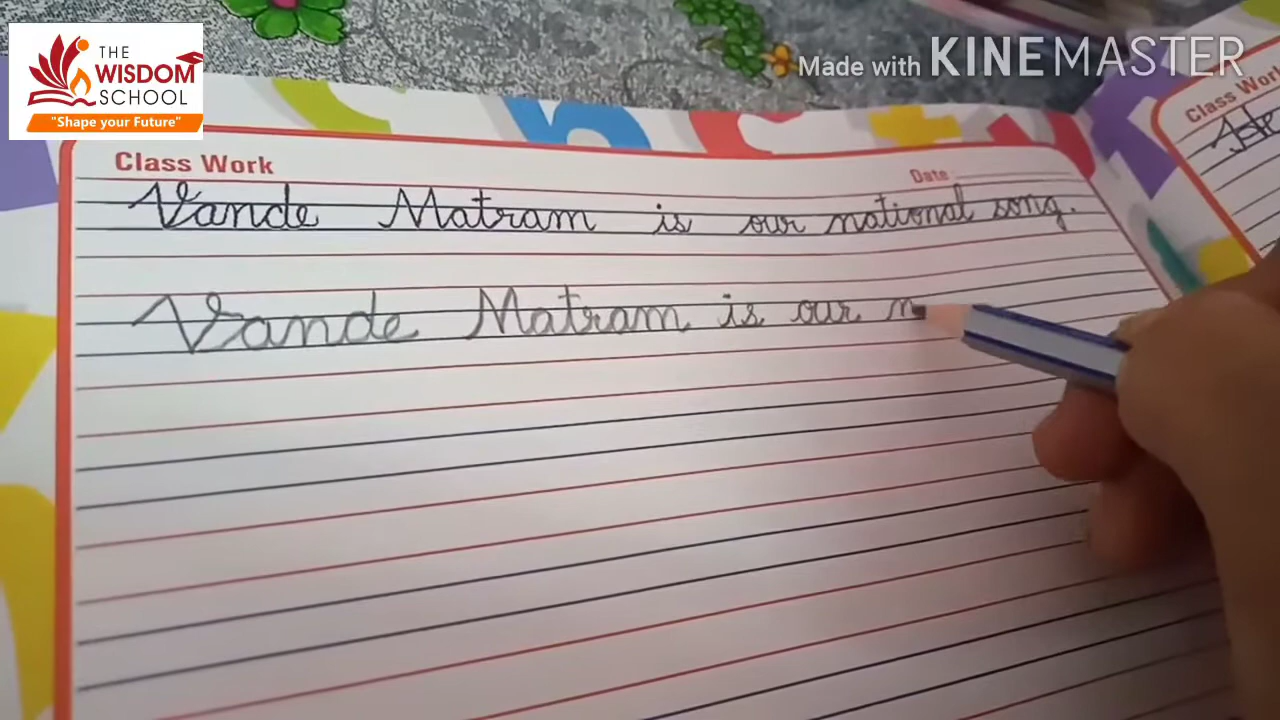 THE
WISDOM
SCHOOL
"Shape your Future"
Made with KINEMASTER
Class Work
Date
Class Work
Vande Matram is our national song.
Vande Matram is our n